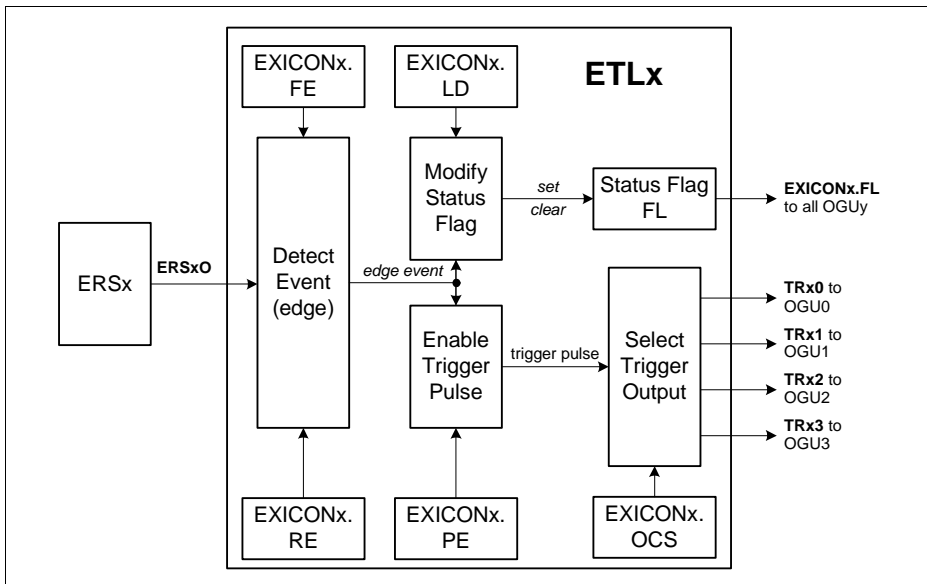 EXICONx.
FE
EXICONx.
LD
ETLx
Modify
Status
Flag
set
clear
Status Flag
FL
EXICONx.FL
to all OGUy
ERSx
ERSxO
Detect
Event
(edge)
edge event
Enable
Trigger
Pulse
trigger pulse
Select
Trigger
Output
TRx0 to
OGU0
TRx1 to
OGU1
TRx2 to
OGU2
TRx3 to
OGU3
EXICONx.
RE
EXICONx.
PE
EXICONx.
OCS